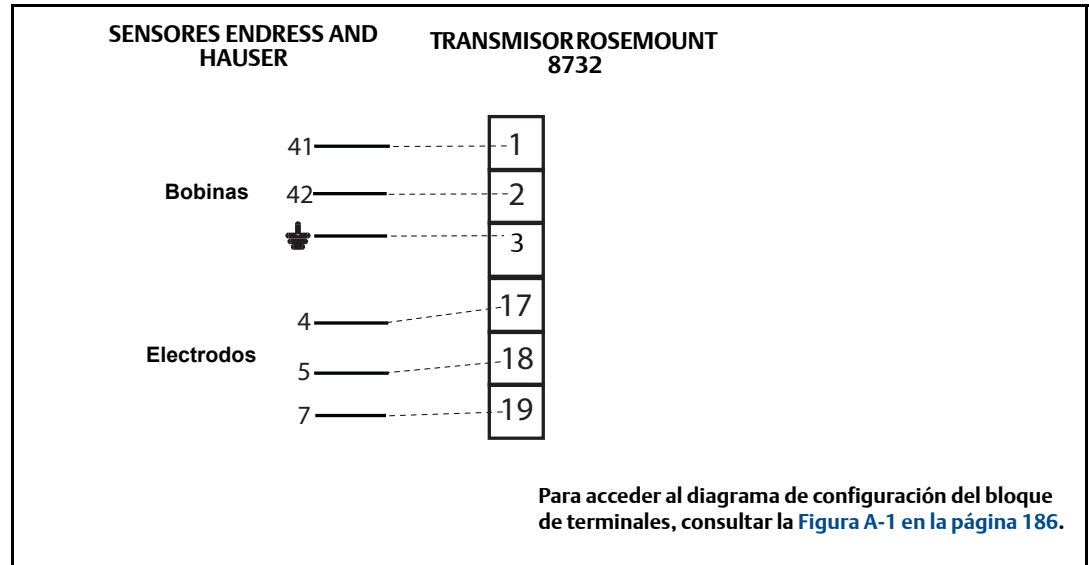 SENSORES ENDRESS AND
HAUSER
TRANSMISOR ROSEMOUNT
8732
41
1
Bobinas
42
2
3
4
17
Electrodos
5
18
7
19
Para acceder al diagrama de configuración del bloque
de terminales, consultar la Figura A-1 en la página 186.